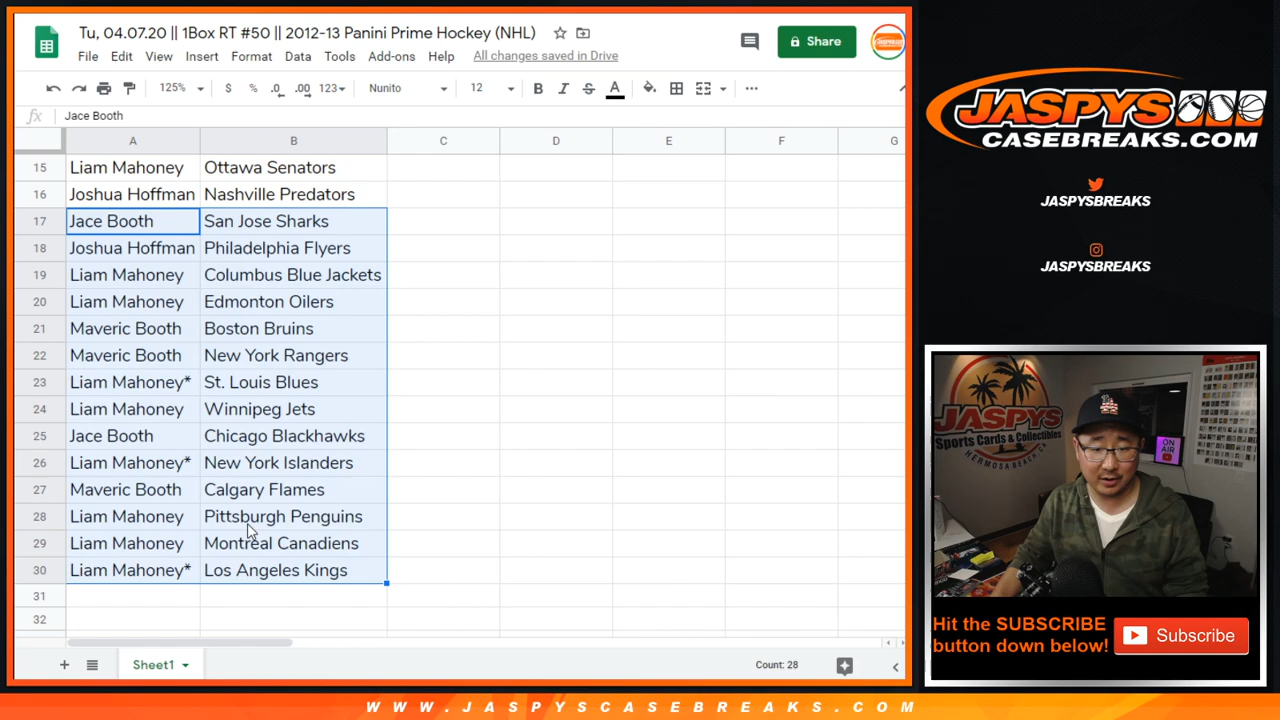 Tu, 04.07.20 || 1Box RT #50 || 2012-13 Panini Prime Hockey (NHL)
File Edit View Insert Format Data Tools Add-ons Help All changes saved in Drive
Share
125% $ % .0 .00 123 Nunito 12 B I S A
fx Jace Booth
A B C D E F G
15 Liam Mahoney Ottawa Senators
16 Joshua Hoffman Nashville Predators
17 Jace Booth San Jose Sharks
18 Joshua Hoffman Philadelphia Flyers
19 Liam Mahoney Columbus Blue Jackets
20 Liam Mahoney Edmonton Oilers
21 Maveric Booth Boston Bruins
22 Maveric Booth New York Rangers
23 Liam Mahoney* St. Louis Blues
24 Liam Mahoney Winnipeg Jets
25 Jace Booth Chicago Blackhawks
26 Liam Mahoney* New York Islanders
27 Maveric Booth Calgary Flames
28 Liam Mahoney Pittsburgh Penguins
29 Liam Mahoney Montreal Canadiens
30 Liam Mahoney* Los Angeles Kings
31
32
Sheet1
Count: 28
JASPYS
CASEBREAKS.COM
JASPYSBREAKS
JASPYSBREAKS
JASPYS
Sports Cards & Collectibles
HERMOSA BEACH, CA
ON AIR
Hit the SUBSCRIBE
button down below!
Subscribe
WWW.JASPYSCASEBREAKS.COM